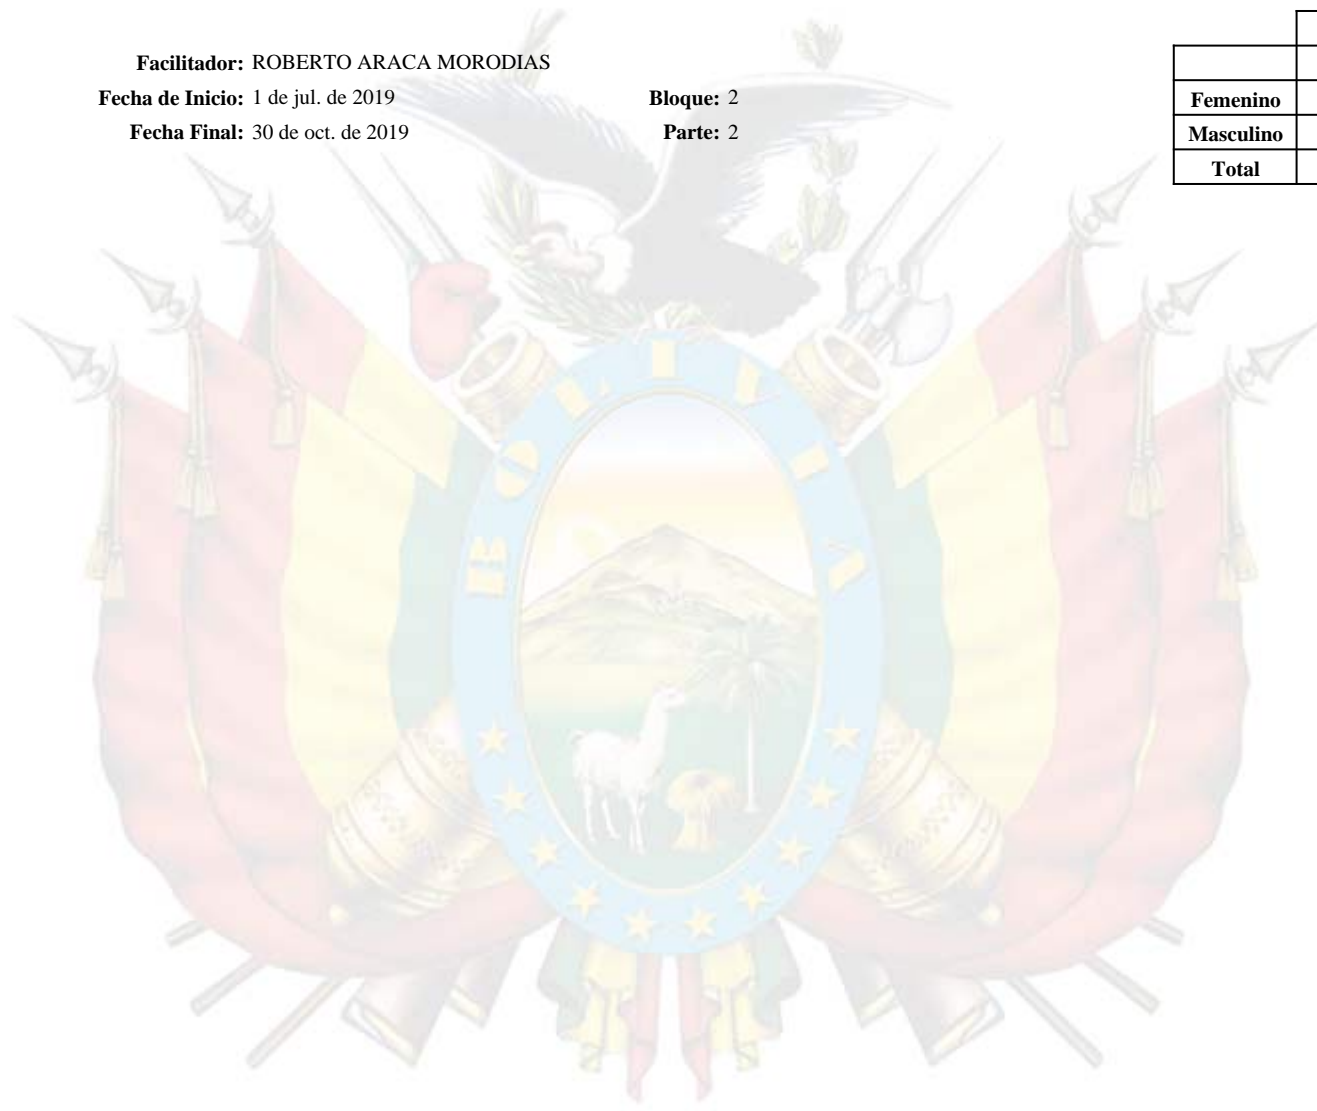 Facilitador: ROBERTO ARACA MORODIAS
Fecha de Inicio: 1 de jul. de 2019 Bloque: 2
Fecha Final: 30 de oct. de 2019 Parte: 2
Femenino
Masculino
Total
BOLIVIA